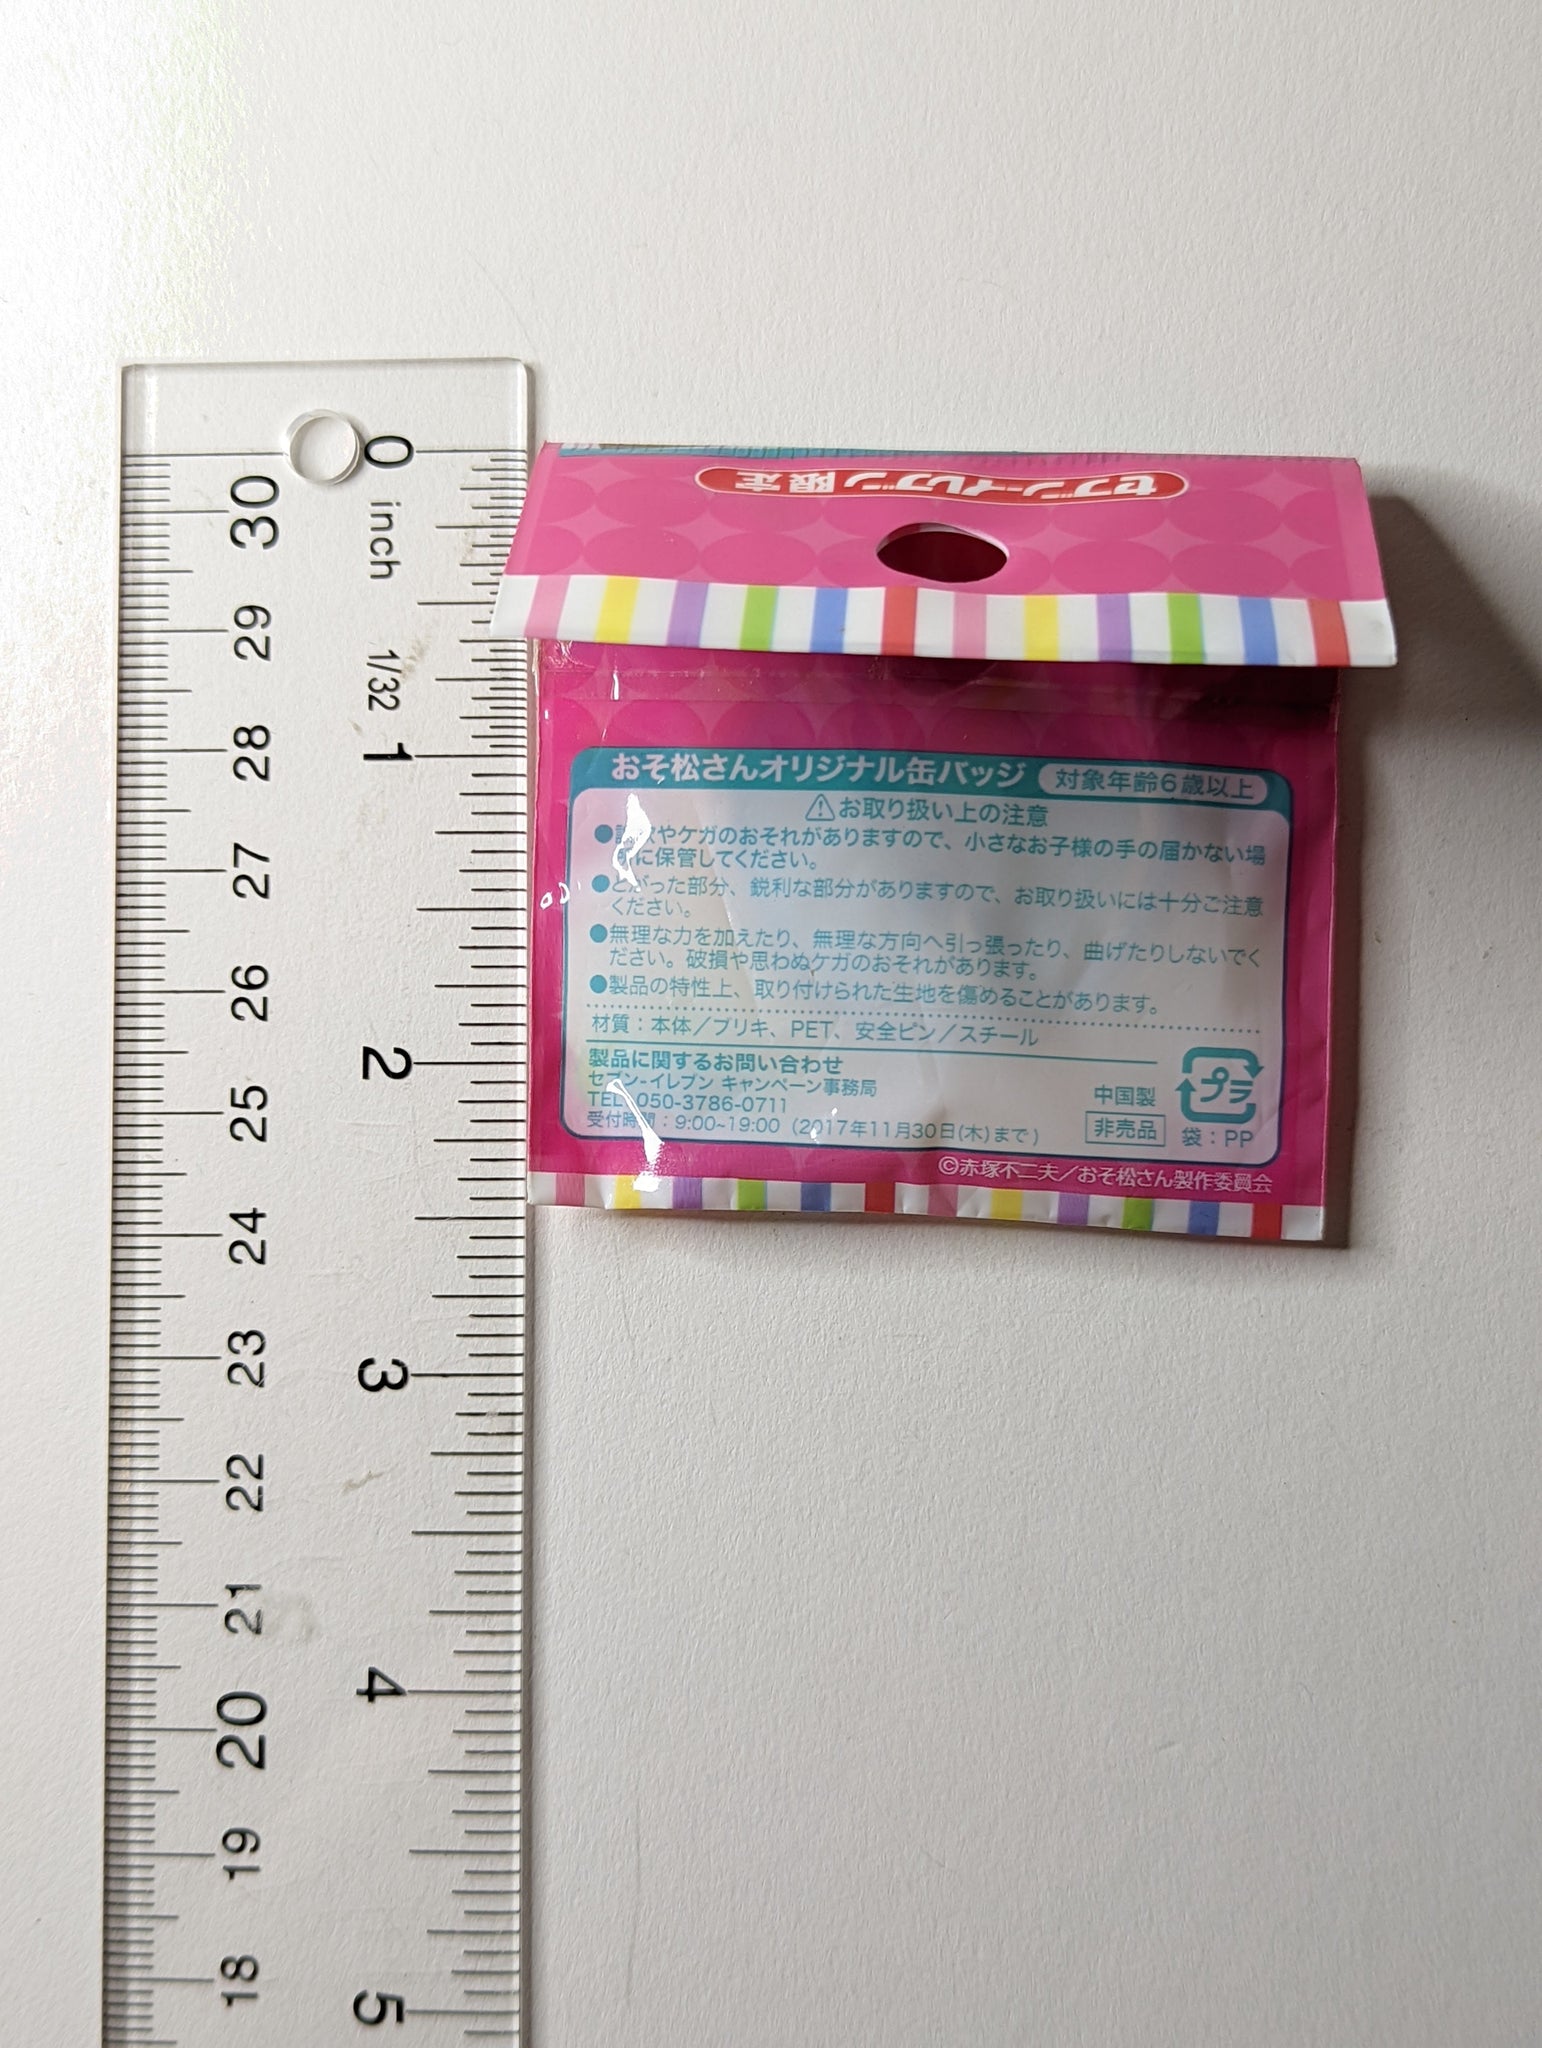 セブン-イレブン限定
おそ松さんオリジナル缶バッジ 対象年齢6歳以上
⚠お取り扱い上の注意
やケガのおそれがありますので、小さなお子様の手の届かない場
に保管してください。
●とがった部分、鋭利な部分がありますので、お取り扱いには十分ご注意
ください。
●無理な力を加えたり、無理な方向へ引っ張ったり、曲げたりしないでく
ださい。破損や思わぬケガのおそれがあります。
●製品の特性上、取り付けられた生地を傷めることがあります。
材質：本体／ブリキ、PET、安全ピン／スチール
製品に関するお問い合わせ
セブン-イレブン キャンペーン事務局
TEL 050-3786-0711
受付時間：9:00~19:00（2017年11月30日(木)まで）
中国製
非売品
プラ
袋：PP
©赤塚不二夫／おそ松さん製作委員会
0 inch 1/32 1 2 3 4 5
30 29 28 27 26 25 24 23 22 21 20 19 18